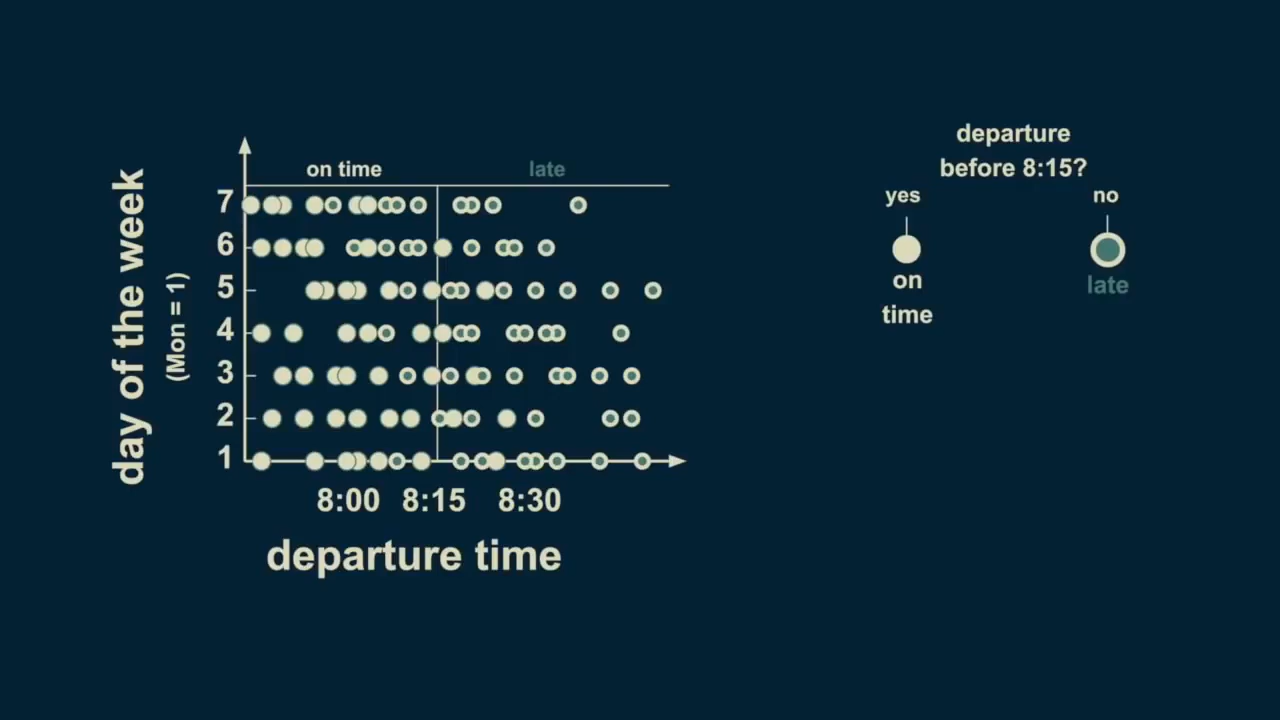 departure
before 8:15?
yes
no
on
time
late
on time
late
day of the week
(Mon = 1)
7
6
5
4
3
2
1
8:00 8:15 8:30
departure time